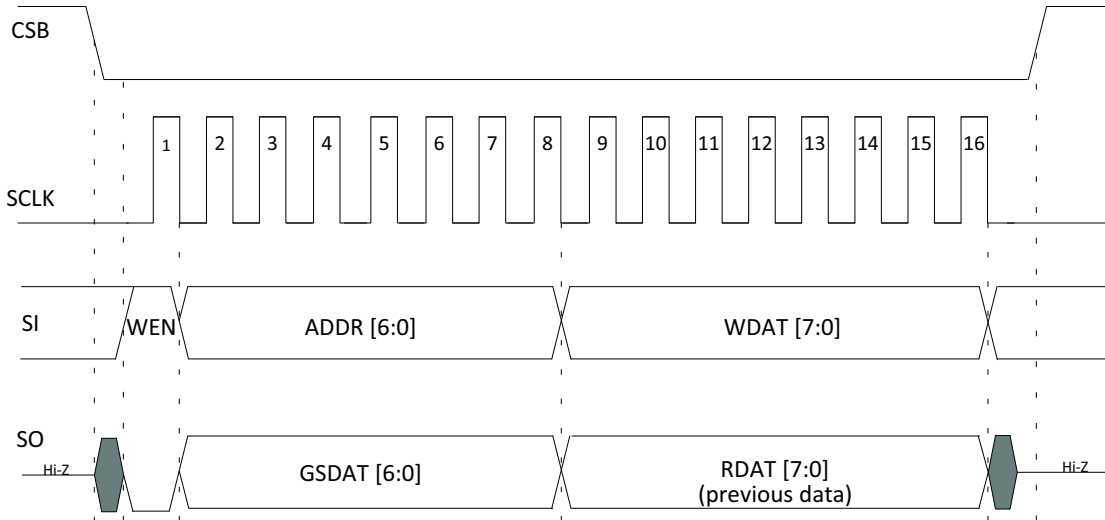 CSB
1 2 3 4 5 6 7 8 9 10 11 12 13 14 15 16
SCLK
SI
WEN
ADDR [6:0]
WDAT [7:0]
SO
Hi-Z
GSDAT [6:0]
RDAT [7:0]
(previous data)
Hi-Z